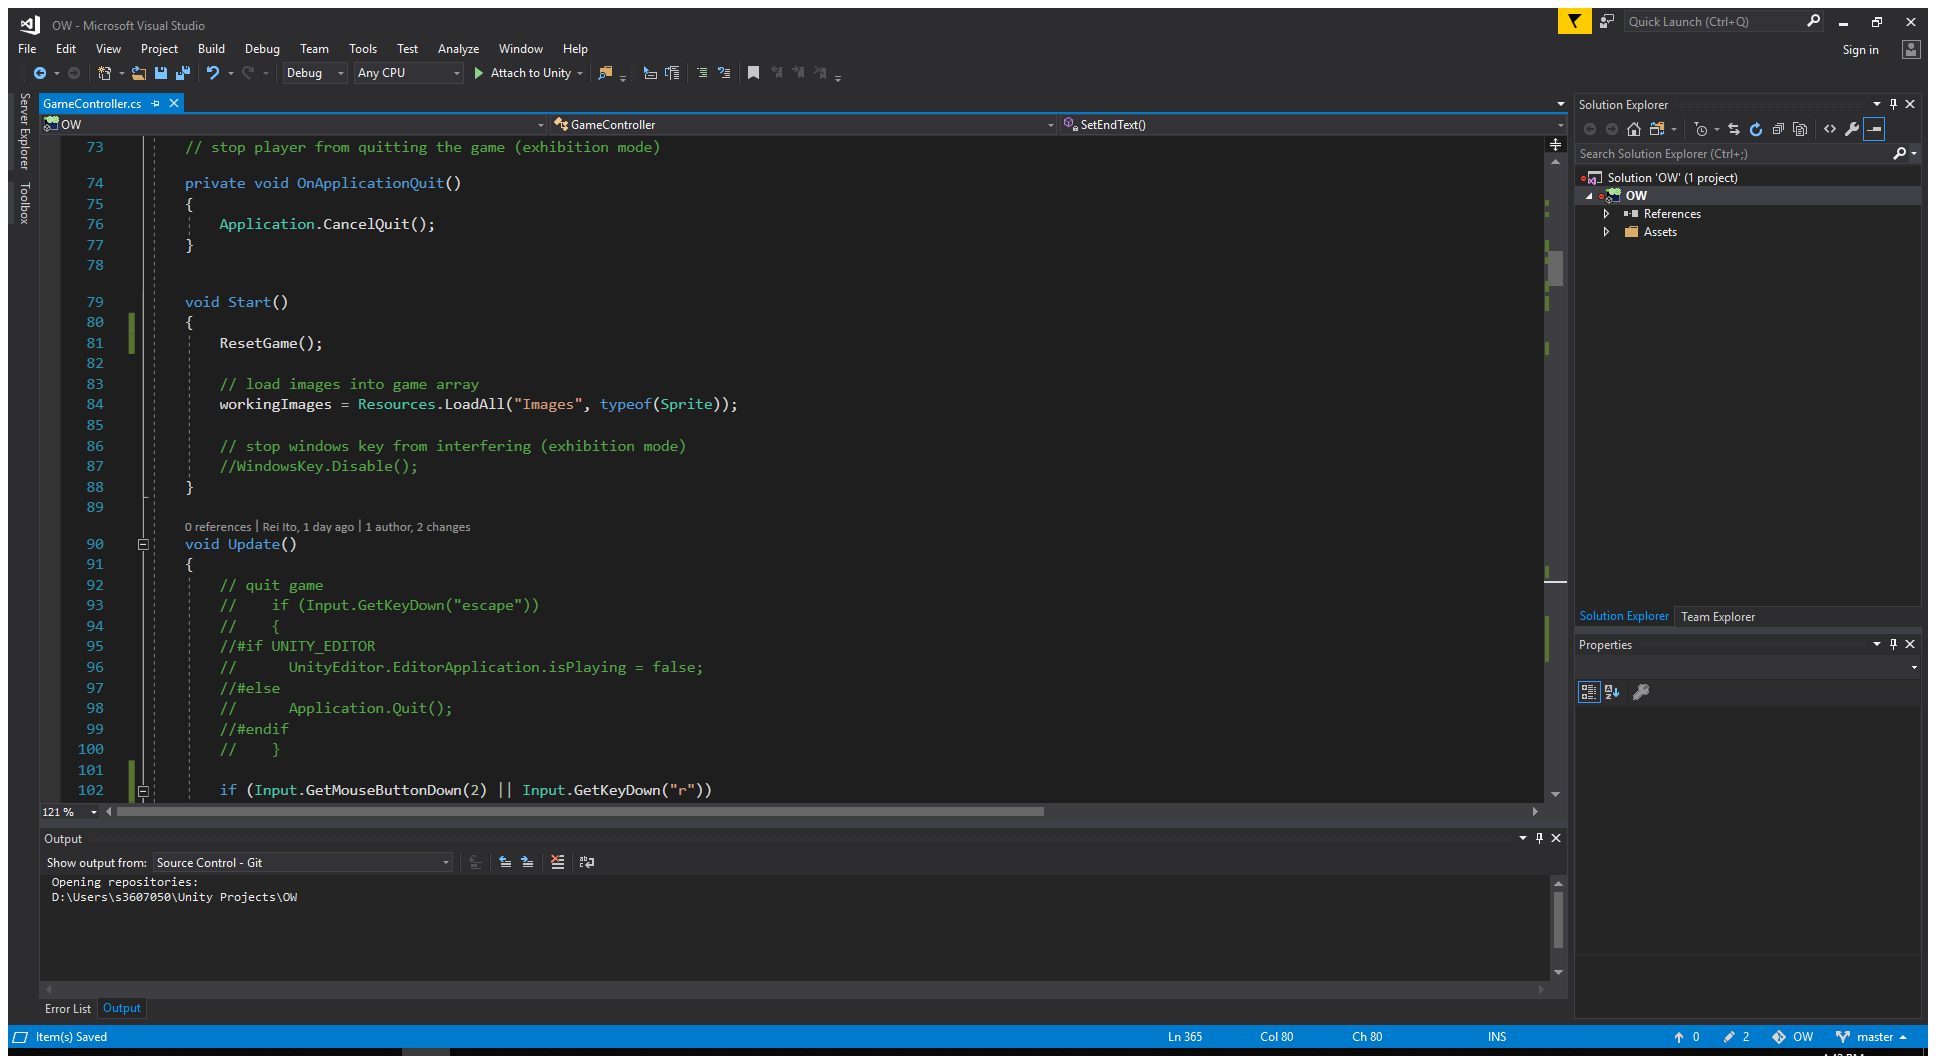 OW - Microsoft Visual Studio
Quick Launch (Ctrl+Q)
File Edit View Project Build Debug Team Tools Test Analyze Window Help
Sign in
Debug Any CPU Attach to Unity
Server Explorer
Toolbox
GameController.cs
OW GameController SetEndText()
73 // stop player from quitting the game (exhibition mode)
74 private void OnApplicationQuit()
75 {
76 Application.CancelQuit();
77 }
78
79 void Start()
80 {
81 ResetGame();
82
83 // load images into game array
84 workingImages = Resources.LoadAll("Images", typeof(Sprite));
85
86 // stop windows key from interfering (exhibition mode)
87 //WindowsKey.Disable();
88 }
89
0 references | Rei Ito, 1 day ago | 1 author, 2 changes
90 void Update()
91 {
92 // quit game
93 // if (Input.GetKeyDown("escape"))
94 // {
95 //#if UNITY_EDITOR
96 // UnityEditor.EditorApplication.isPlaying = false;
97 //#else
98 // Application.Quit();
99 //#endif
100 // }
101
102 if (Input.GetMouseButtonDown(2) || Input.GetKeyDown("r"))
121 %
Output
Show output from: Source Control - Git
Opening repositories:
D:\Users\s3607050\Unity Projects\OW
Error List Output
Solution Explorer
Search Solution Explorer (Ctrl+;)
Solution 'OW' (1 project)
OW
References
Assets
Solution Explorer Team Explorer
Properties
Item(s) Saved Ln 365 Col 80 Ch 80 INS 0 2 OW master